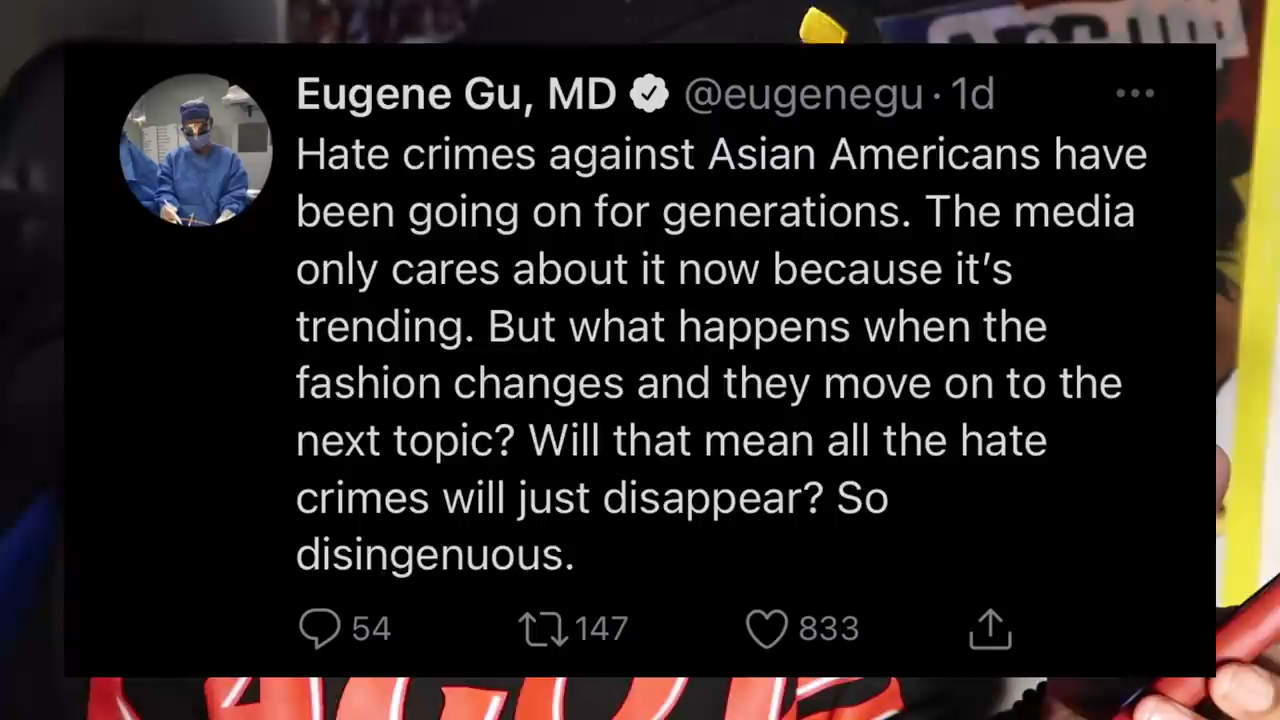 Eugene Gu, MD @eugenegu · 1d
Hate crimes against Asian Americans have
been going on for generations. The media
only cares about it now because it’s
trending. But what happens when the
fashion changes and they move on to the
next topic? Will that mean all the hate
crimes will just disappear? So
disingenuous.
54 147 833